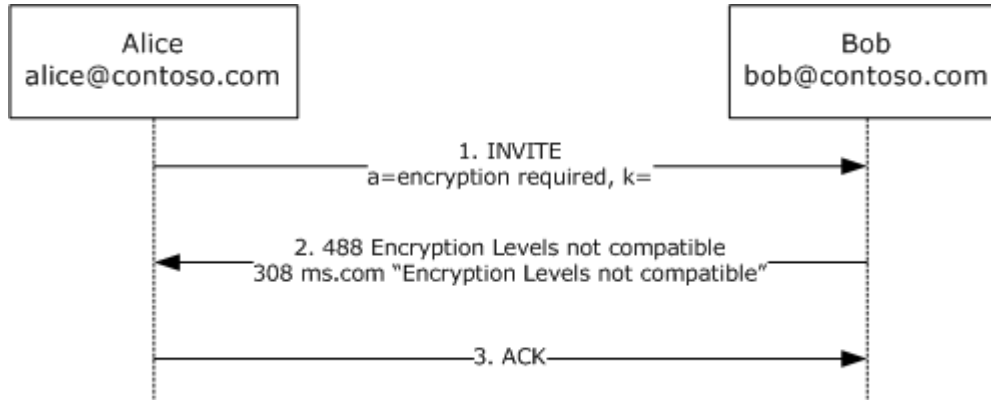 Alice
alice@contoso.com
Bob
bob@contoso.com
1. INVITE
a=encryption required, k=
2. 488 Encryption Levels not compatible
308 ms.com “Encryption Levels not compatible”
3. ACK